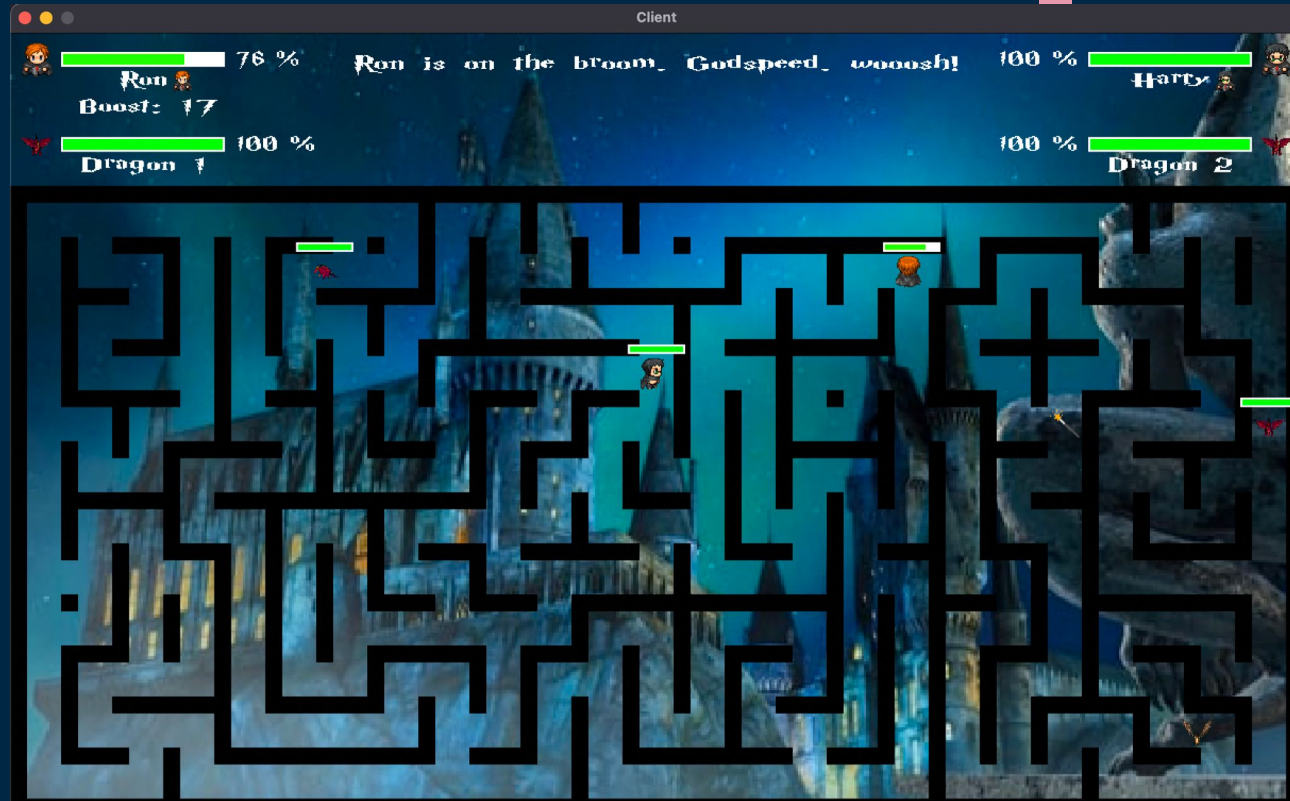 Client
76 %
Ron is on the broom. Godspeed. wooosh!
100 %
Ron
Harry
Boost: 17
100 %
100 %
Dragon 1
Dragon 2